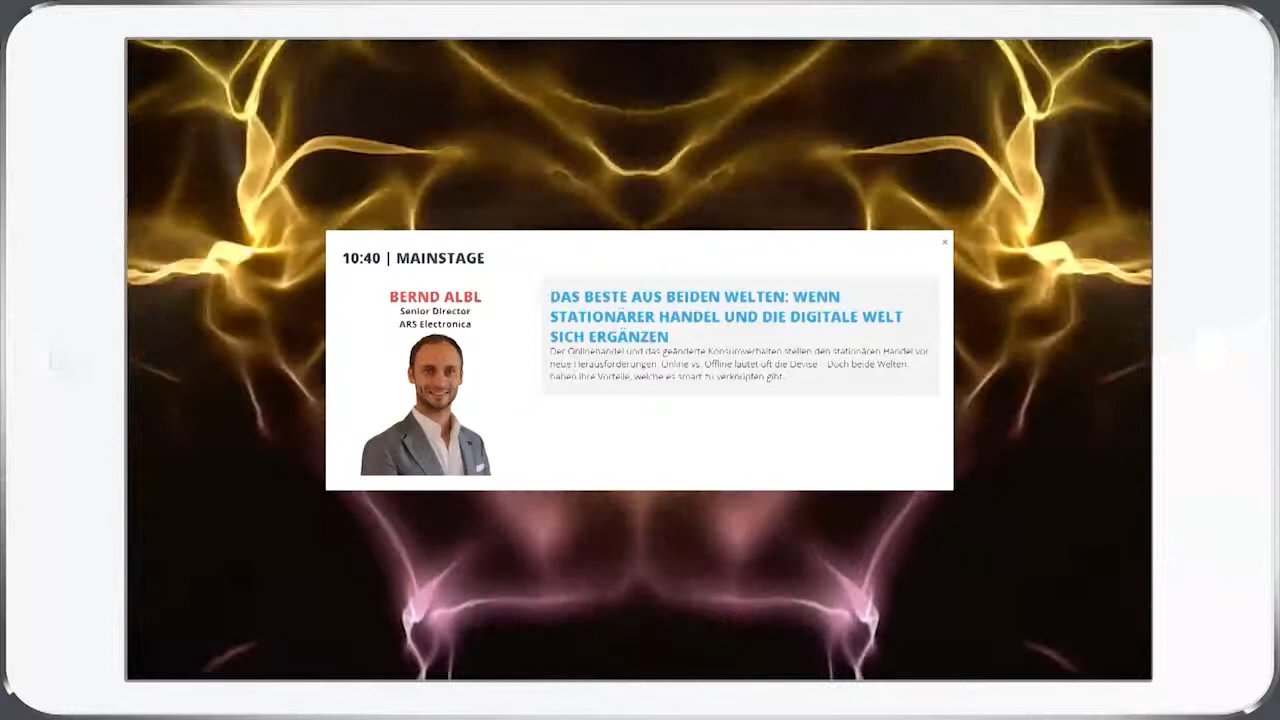 10:40 | MAINSTAGE
×
BERND ALBL
Senior Director
ARS Electronica
DAS BESTE AUS BEIDEN WELTEN: WENN
STATIONÄRER HANDEL UND DIE DIGITALE WELT
SICH ERGÄNZEN
Der Onlinehandel und das geänderte Konsumverhalten stellen den stationären Handel vor
neue Herausforderungen. Online vs. Offline lautet oft die Devise – Doch beide Welten
haben ihre Vorteile, welche es smart zu verknüpfen gibt.